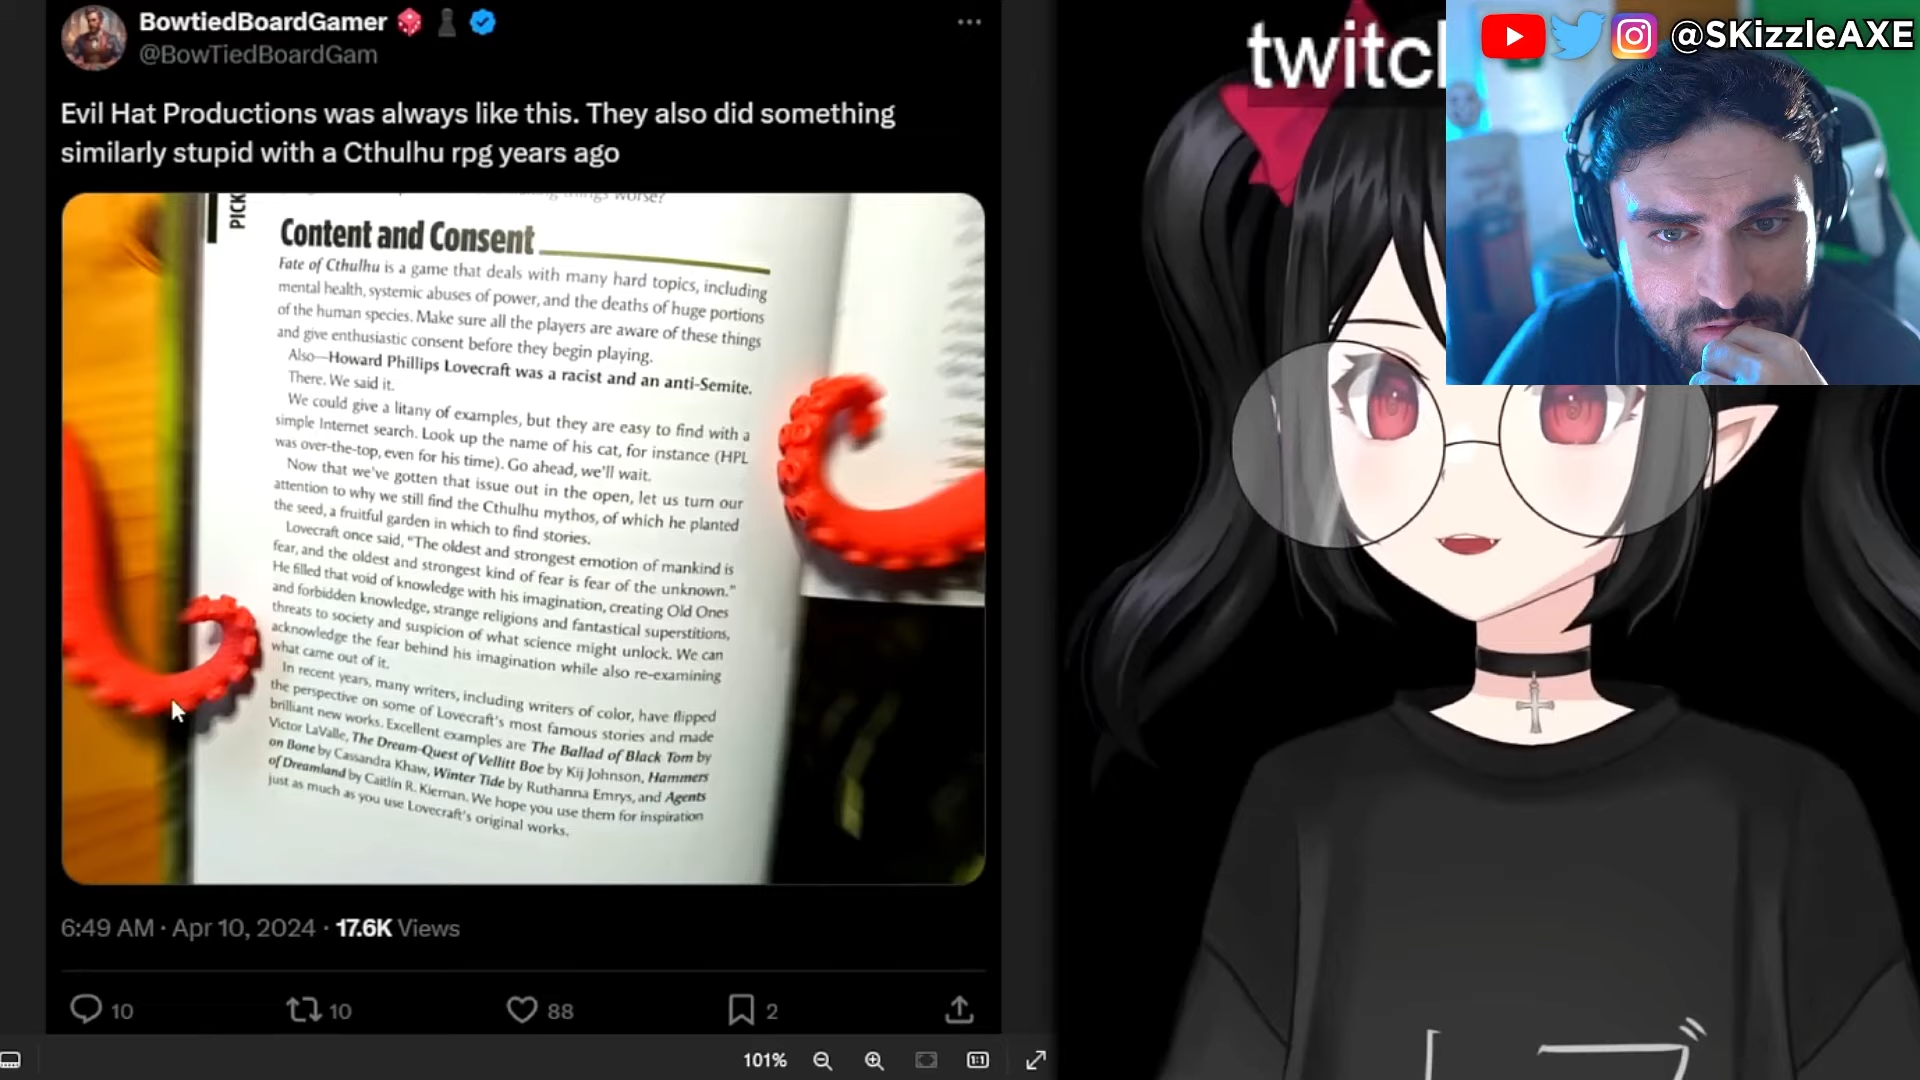 BowtiedBoardGamer
@BowTiedBoardGam
Evil Hat Productions was always like this. They also did something
similarly stupid with a Cthulhu rpg years ago
PICK
things worse?
Content and Consent
Fate of Cthulhu is a game that deals with many hard topics, including
mental health, systemic abuses of power, and the deaths of huge portions
of the human species. Make sure all the players are aware of these things
and give enthusiastic consent before they begin playing.
Also—Howard Phillips Lovecraft was a racist and an anti-Semite.
There. We said it.
We could give a litany of examples, but they are easy to find with a
simple Internet search. Look up the name of his cat, for instance (HPL
was over-the-top, even for his time). Go ahead, we'll wait.
Now that we've gotten that issue out in the open, let us turn our
attention to why we still find the Cthulhu mythos, of which he planted
the seed, a fruitful garden in which to find stories.
Lovecraft once said, "The oldest and strongest emotion of mankind is
fear, and the oldest and strongest kind of fear is fear of the unknown."
He filled that void of knowledge with his imagination, creating Old Ones
and forbidden knowledge, strange religions and fantastical superstitions,
threats to society and suspicion of what science might unlock. We can
acknowledge the fear behind his imagination while also re-examining
what came out of it.
In recent years, many writers, including writers of color, have flipped
the perspective on some of Lovecraft's most famous stories and made
brilliant new works. Excellent examples are The Ballad of Black Tom by
Victor LaValle, The Dream-Quest of Vellitt Boe by Kij Johnson, Hammers
on Bone by Cassandra Khaw, Winter Tide by Ruthanna Emrys, and Agents
of Dreamland by Caitlín R. Kiernan. We hope you use them for inspiration
just as much as you use Lovecraft's original works.
6:49 AM · Apr 10, 2024 · 17.6K Views
10
10
88
2
101%
1:1
twitc
@SKizzleAXE